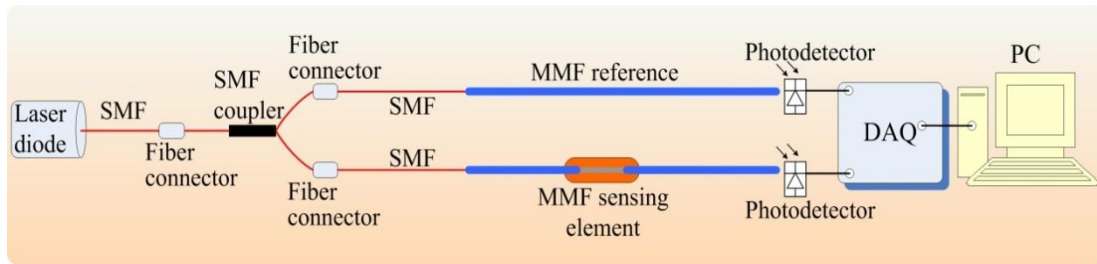 Laser
diode
SMF
Fiber
connector
SMF
coupler
Fiber
connector
SMF
MMF reference
Photodetector
Fiber
connector
SMF
MMF sensing
element
Photodetector
DAQ
PC